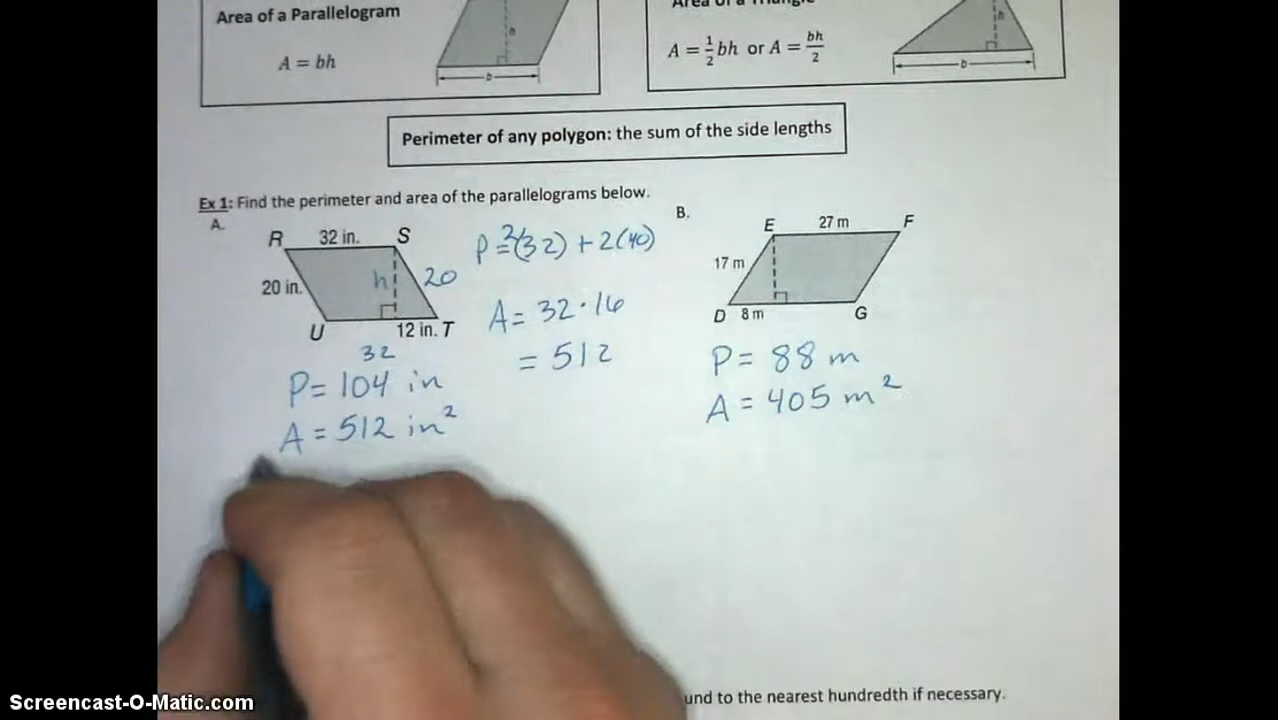 Area of a Parallelogram
A = bh
h
b
Area of a Triangle
A = 1/2 bh or A = bh/2
h
b
Perimeter of any polygon: the sum of the side lengths
Ex 1: Find the perimeter and area of the parallelograms below.
A.
R 32 in. S
20 in.
h
20
U 12 in. T
32
P = 2(32) + 2(40)
A = 32 · 16
= 512
P = 104 in
A = 512 in²
B.
E 27 m F
17 m
D 8 m G
P = 88 m
A = 405 m²
und to the nearest hundredth if necessary.
Screencast-O-Matic.com